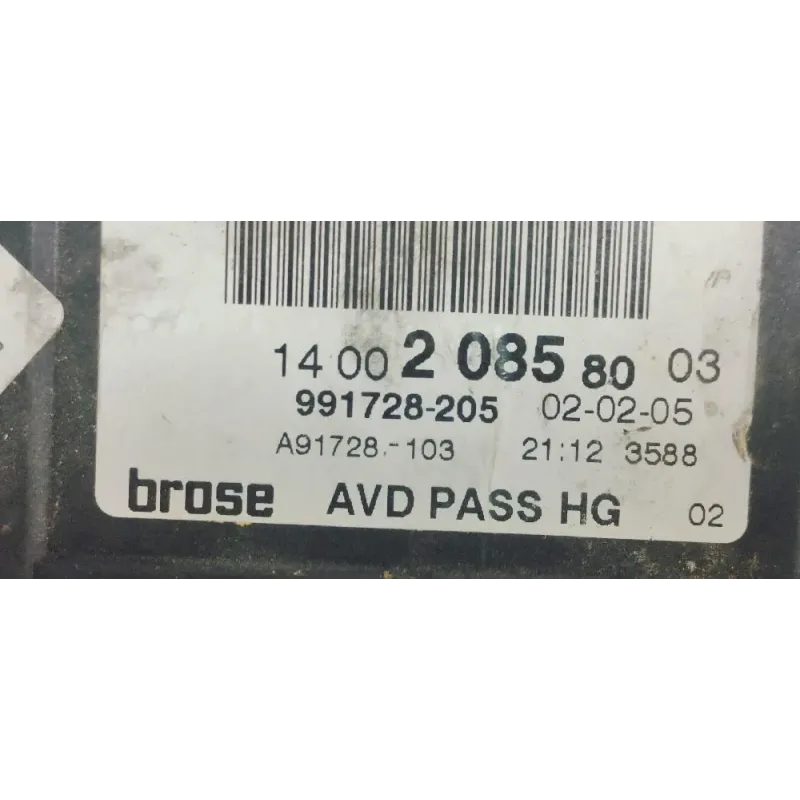 14 00 2 085 80 03
991728-205 02-02-05
A91728.-103 21:12 3588
brose AVD PASS HG 02